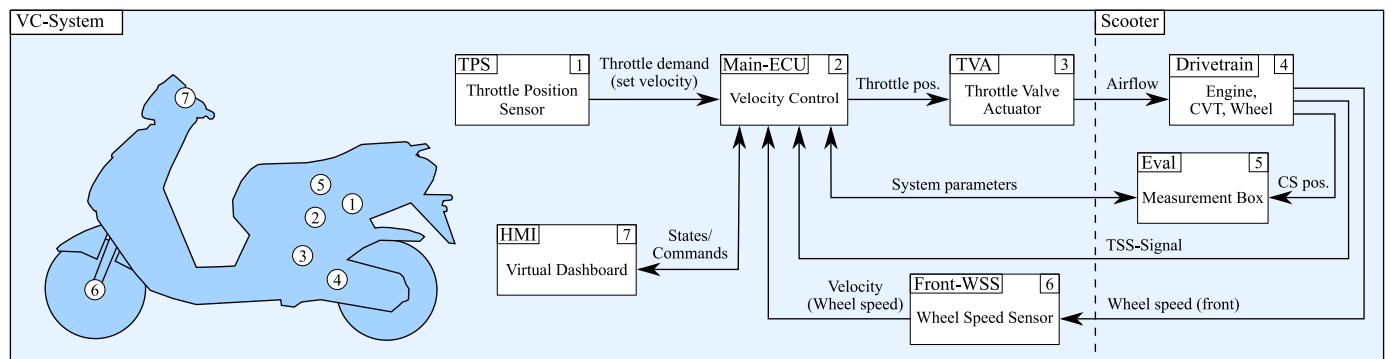 VC-System
Scooter
TPS 1
Throttle Position
Sensor
Throttle demand
(set velocity)
Main-ECU 2
Velocity Control
Throttle pos.
TVA 3
Throttle Valve
Actuator
Airflow
Drivetrain 4
Engine,
CVT, Wheel
Eval 5
Measurement Box
CS pos.
System parameters
TSS-Signal
HMI 7
Virtual Dashboard
States/
Commands
Velocity
(Wheel speed)
Front-WSS 6
Wheel Speed Sensor
Wheel speed (front)
7
5
1
2
3
4
6